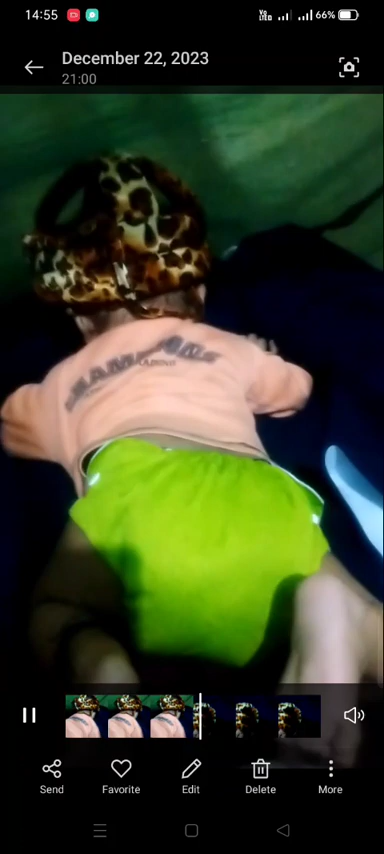 14:55
66%
December 22, 2023
21:00
Send
Favorite
Edit
Delete
More